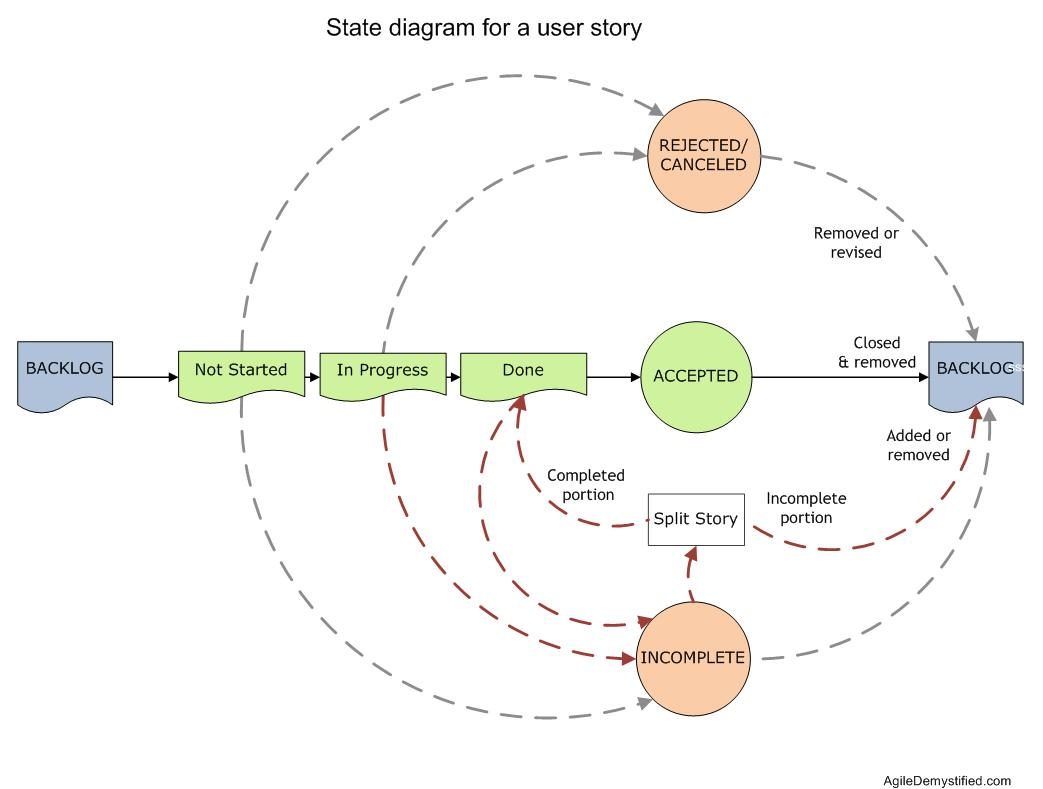 State diagram for a user story
REJECTED/
CANCELED
Removed or
revised
BACKLOG
Not Started
In Progress
Done
ACCEPTED
Closed
& removed
BACKLOG
Added or
removed
Completed
portion
Split Story
Incomplete
portion
INCOMPLETE
AgileDemystified.com